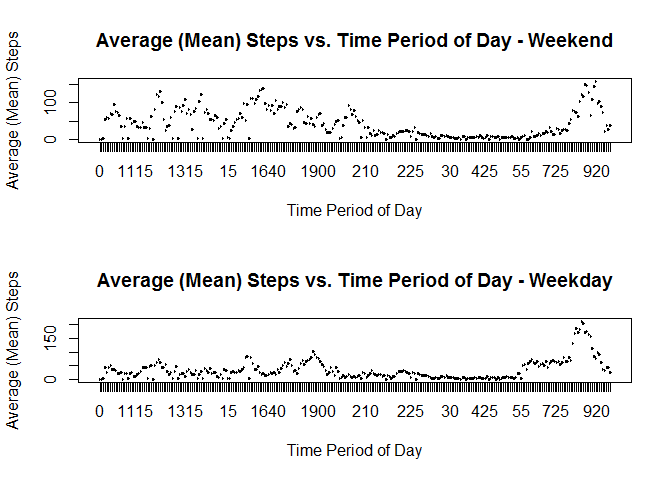 Average (Mean) Steps vs. Time Period of Day - Weekend
Average (Mean) Steps
100
0
0 1115 1315 15 1640 1900 210 225 30 425 55 725 920
Time Period of Day
Average (Mean) Steps vs. Time Period of Day - Weekday
Average (Mean) Steps
150
0
0 1115 1315 15 1640 1900 210 225 30 425 55 725 920
Time Period of Day